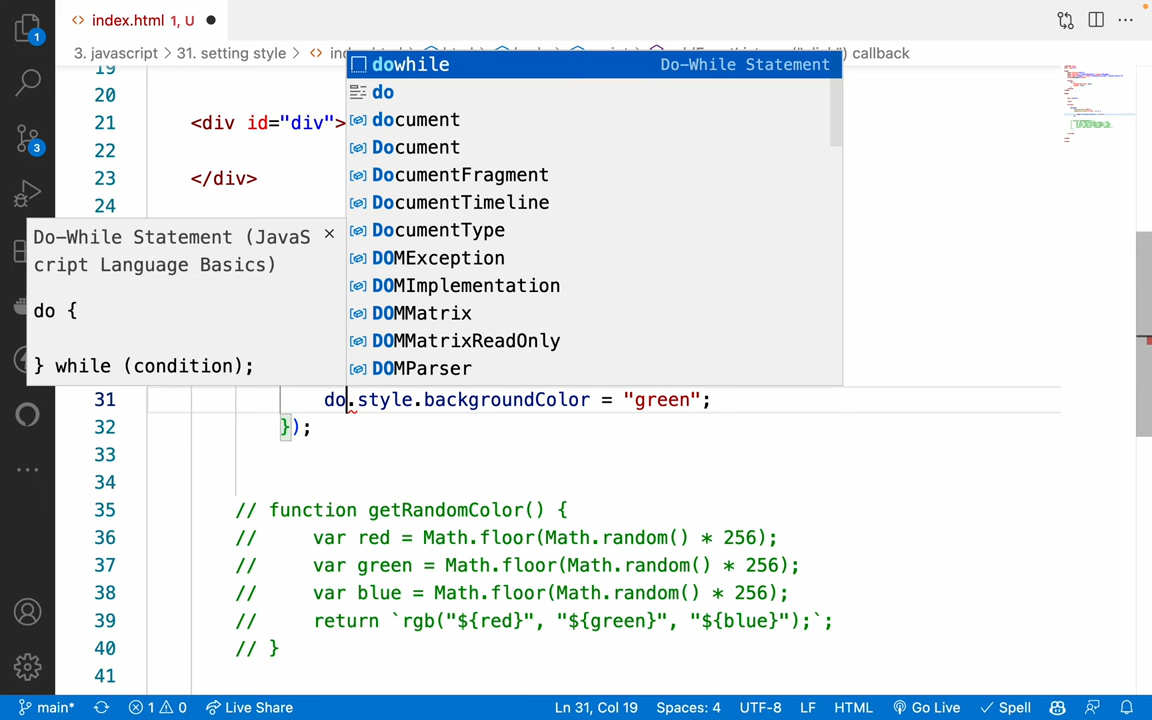 index.html 1, U
3. javascript > 31. setting style >
") callback
19
20
21 <div id="div">
22
23 </div>
24
dowhile Do-While Statement
do
document
Document
DocumentFragment
DocumentTimeline
DocumentType
DOMException
DOMImplementation
DOMMatrix
DOMMatrixReadOnly
DOMParser
Do-While Statement (JavaS ×
cript Language Basics)
do {
} while (condition);
31 do.style.backgroundColor = "green";
32 });
33
34
35 // function getRandomColor() {
36 // var red = Math.floor(Math.random() * 256);
37 // var green = Math.floor(Math.random() * 256);
38 // var blue = Math.floor(Math.random() * 256);
39 // return `rgb("${red}", "${green}", "${blue}");`;
40 // }
41
1
3
main* 1 0 Live Share Ln 31, Col 19 Spaces: 4 UTF-8 LF HTML Go Live Spell